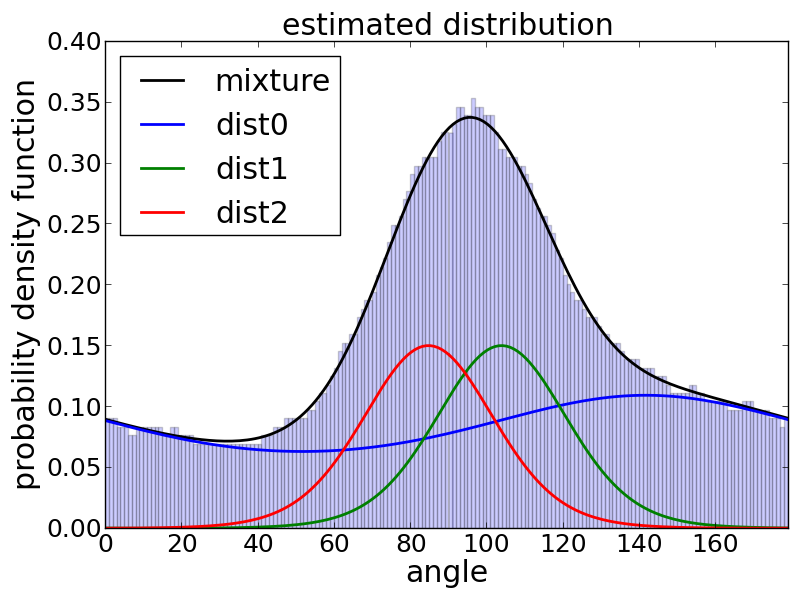 estimated distribution
0.40
0.35
0.30
0.25
0.20
0.15
0.10
0.05
0.00
probability density function
mixture
dist0
dist1
dist2
0 20 40 60 80 100 120 140 160
angle